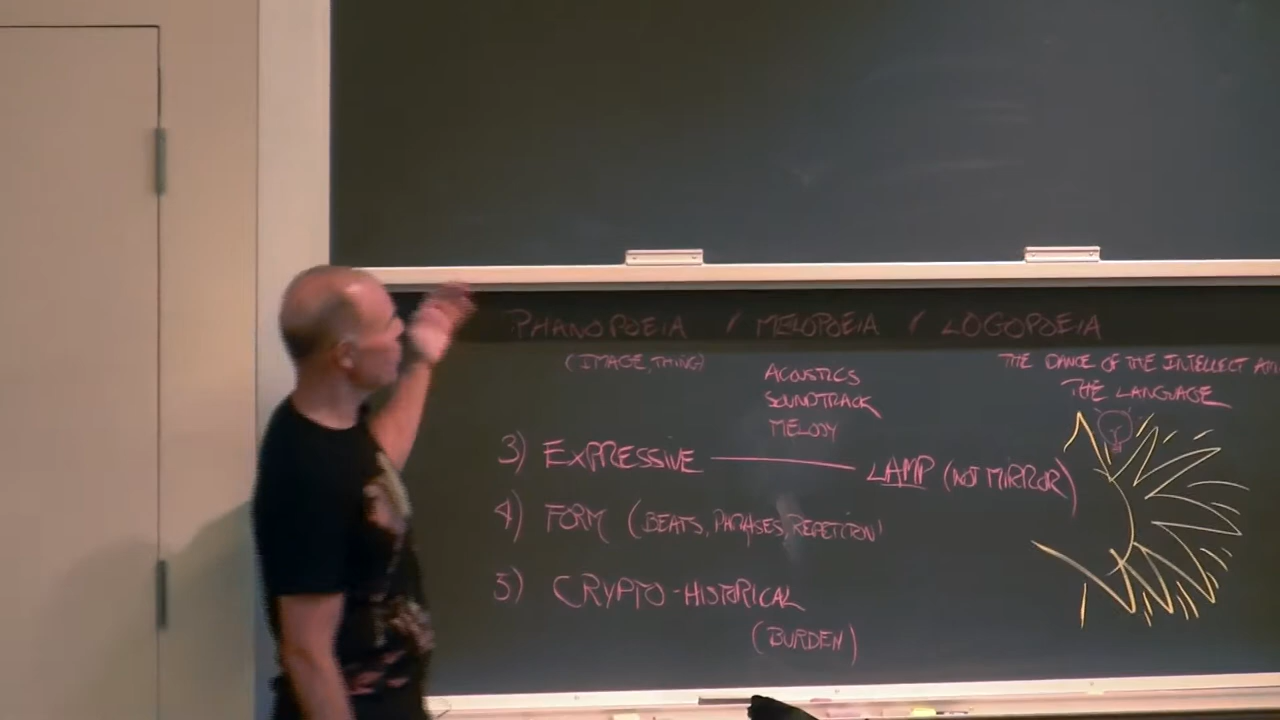 PHANOPOEIA / MELOPOEIA / LOGOPOEIA
(IMAGE, THING)
ACOUSTICS
SOUNDTRACK
MELODY
THE DANCE OF THE INTELLECT
THE LANGUAGE
3) EXPRESSIVE — LAMP (NOT MIRROR)
4) FORM (BEATS, PHRASES, REPETITION)
5) CRYPTO-HISTORICAL
(BURDEN)